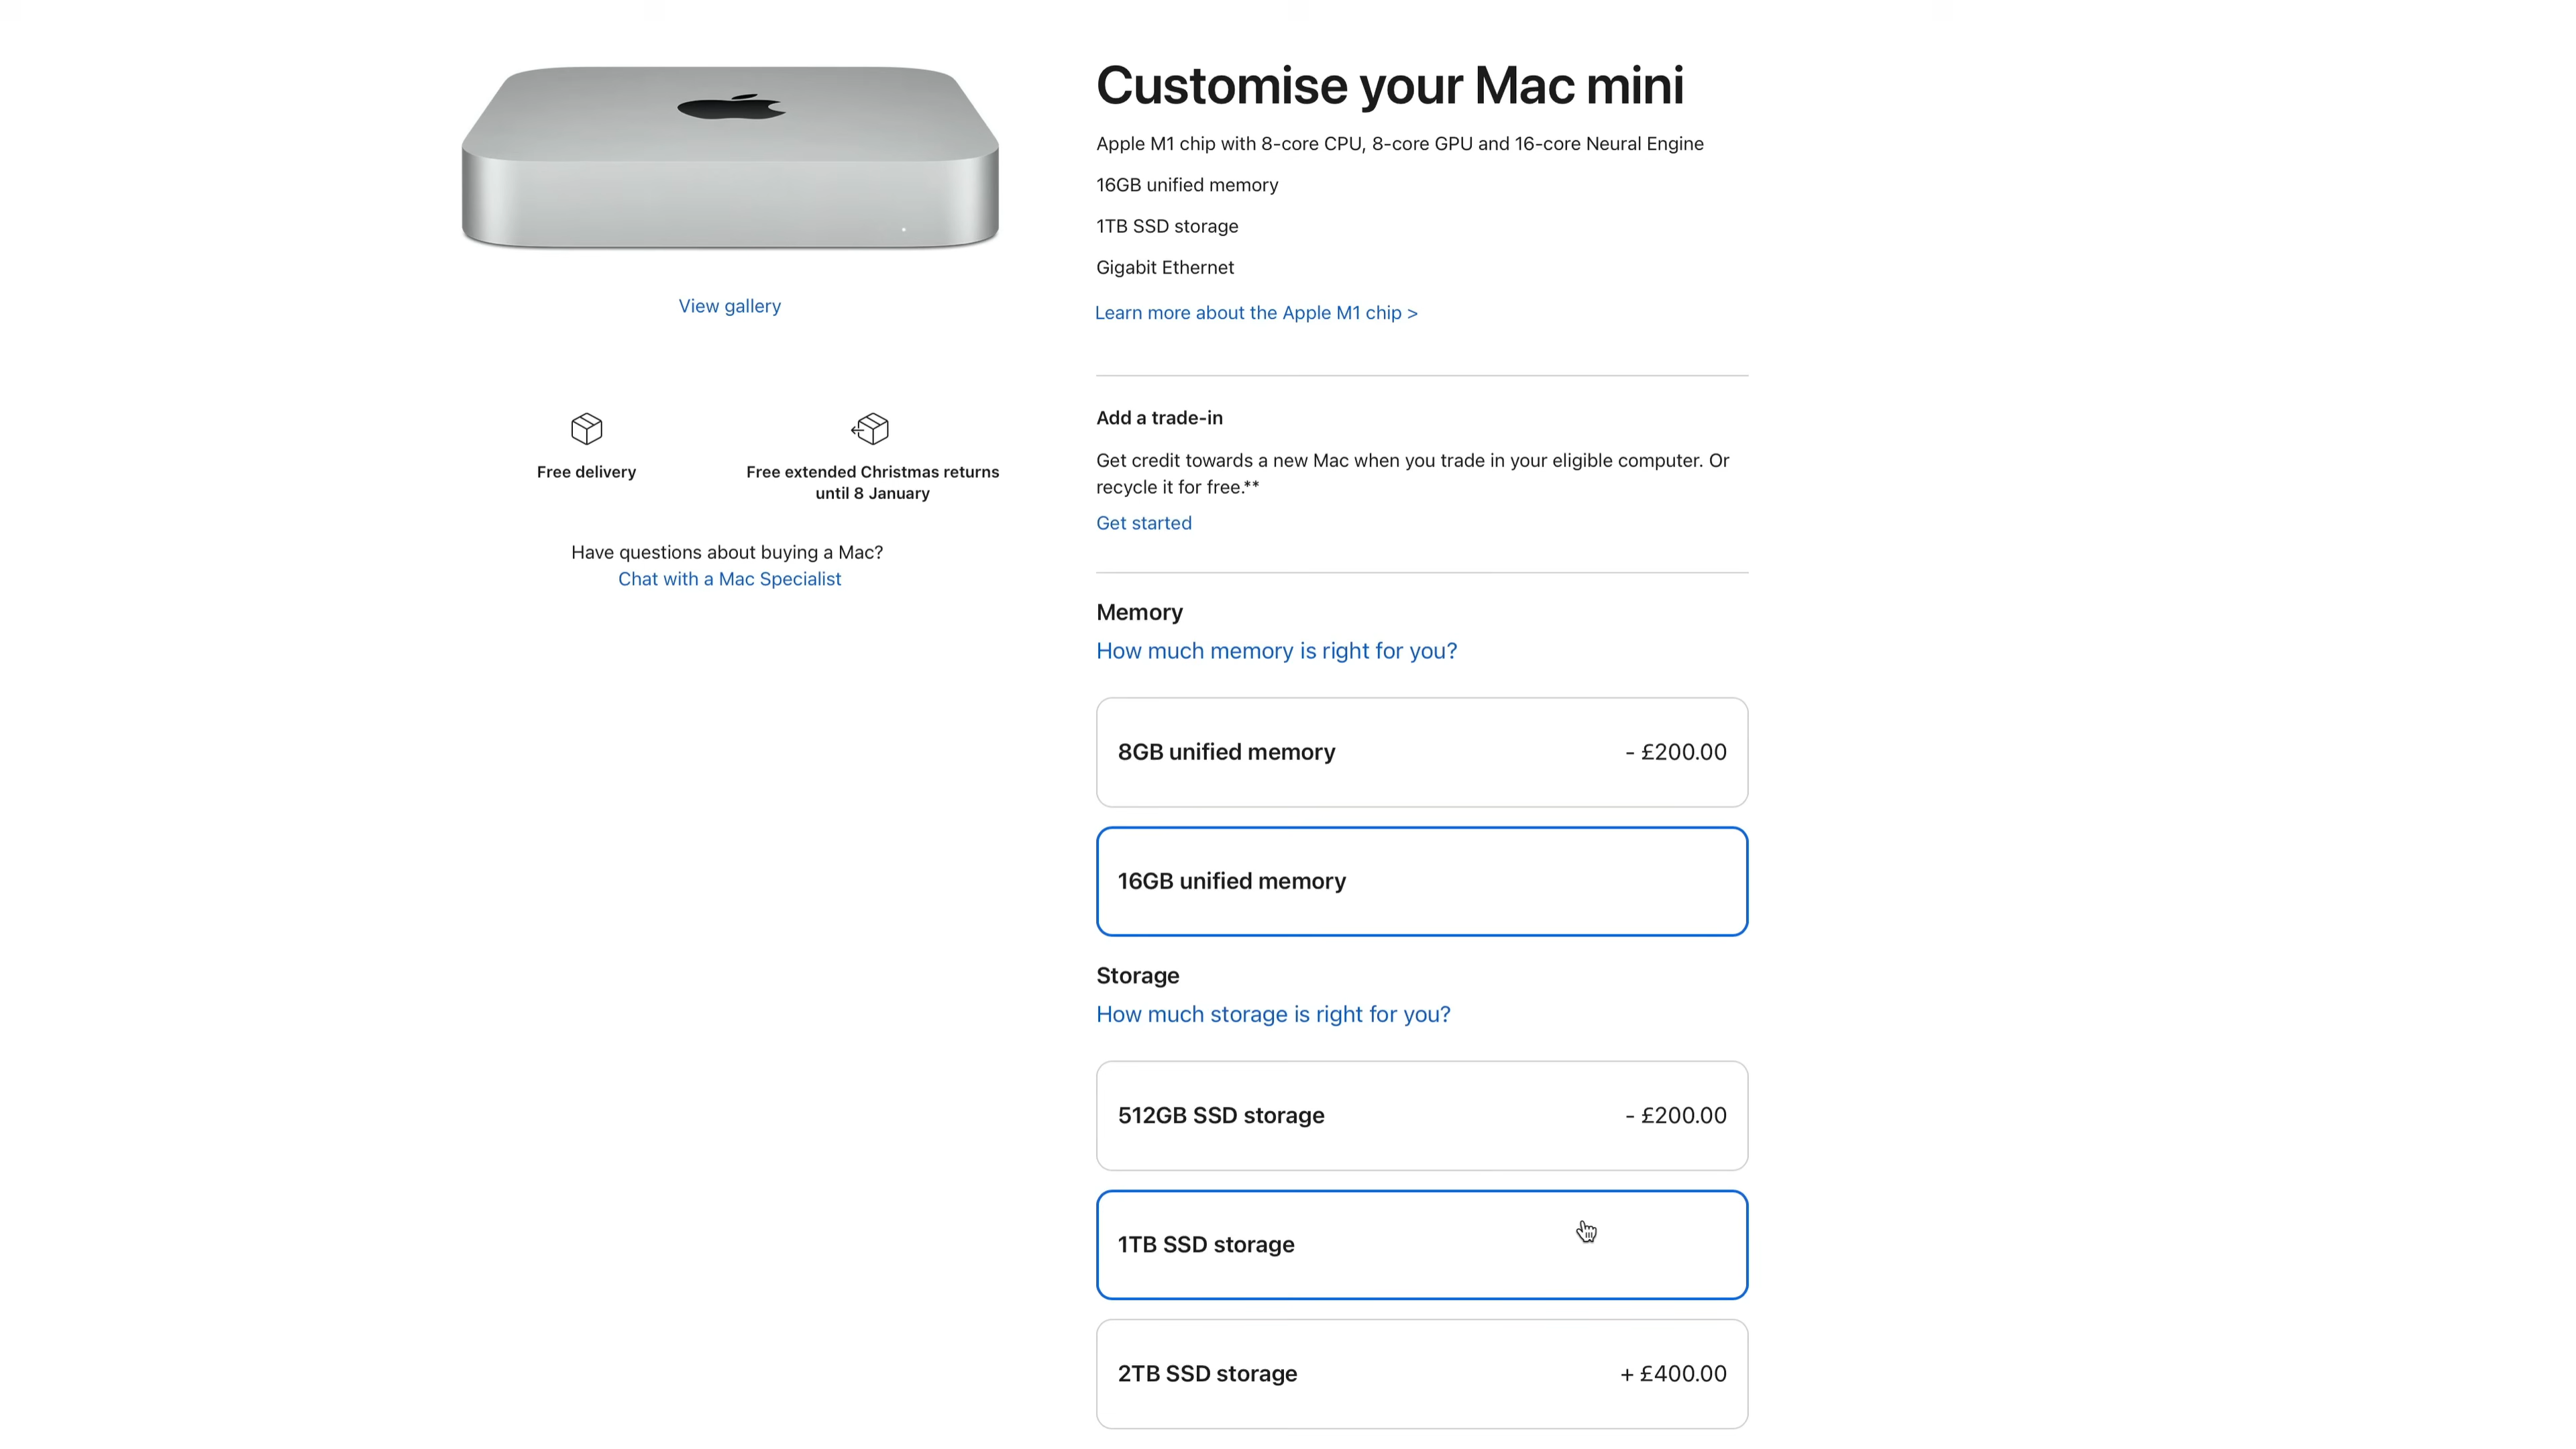 Customise your Mac mini
Apple M1 chip with 8-core CPU, 8-core GPU and 16-core Neural Engine
16GB unified memory
1TB SSD storage
Gigabit Ethernet
Learn more about the Apple M1 chip >
View gallery
Free delivery
Free extended Christmas returns
until 8 January
Have questions about buying a Mac?
Chat with a Mac Specialist
Add a trade-in
Get credit towards a new Mac when you trade in your eligible computer. Or
recycle it for free.**
Get started
Memory
How much memory is right for you?
8GB unified memory - £200.00
16GB unified memory
Storage
How much storage is right for you?
512GB SSD storage - £200.00
1TB SSD storage
2TB SSD storage + £400.00